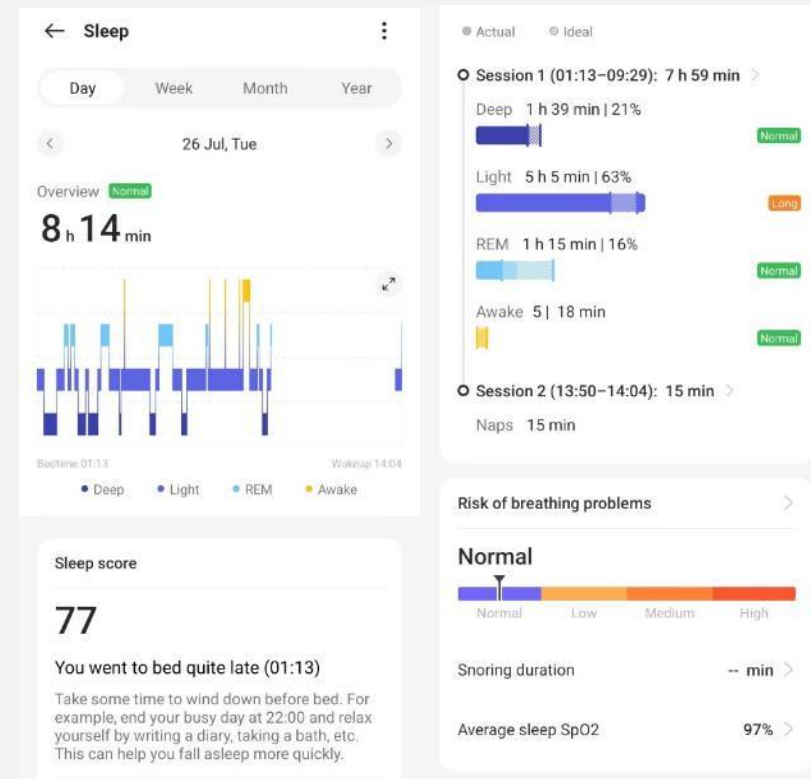 Sleep
Day Week Month Year
26 Jul, Tue
Overview Normal
8 h 14 min
Bedtime 01:13 Wakeup 14:04
Deep Light REM Awake
Sleep score
77
You went to bed quite late (01:13)
Take some time to wind down before bed. For
example, end your busy day at 22:00 and relax
yourself by writing a diary, taking a bath, etc.
This can help you fall asleep more quickly.
Actual Ideal
Session 1 (01:13–09:29): 7 h 59 min
Deep 1 h 39 min | 21%
Normal
Light 5 h 5 min | 63%
Long
REM 1 h 15 min | 16%
Normal
Awake 5 | 18 min
Normal
Session 2 (13:50–14:04): 15 min
Naps 15 min
Risk of breathing problems
Normal
Normal Low Medium High
Snoring duration -- min
Average sleep SpO2 97%